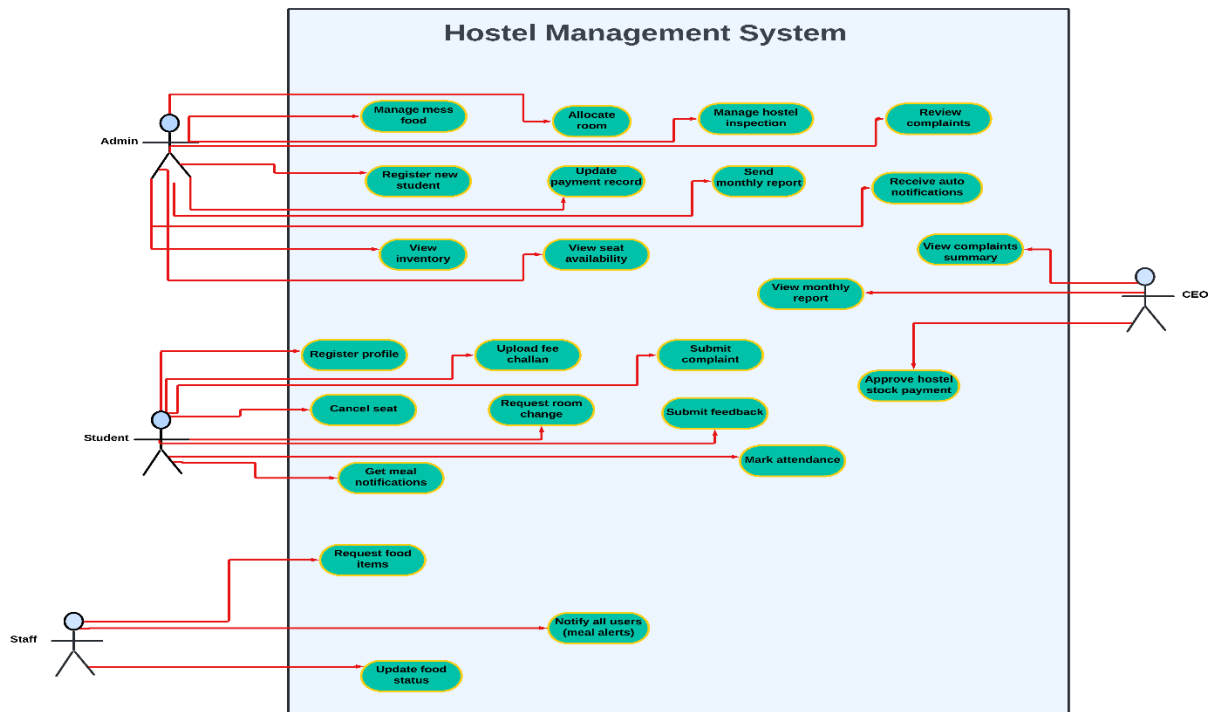 Hostel Management System
Manage mess
food
Allocate
room
Manage hostel
inspection
Review
complaints
Admin
Register new
student
Update
payment record
Send
monthly report
Receive auto
notifications
View
inventory
View seat
availability
View complaints
summary
View monthly
report
CEO
Register profile
Upload fee
challan
Submit
complaint
Approve hostel
stock payment
Cancel seat
Request room
change
Submit feedback
Student
Mark attendance
Get meal
notifications
Request food
items
Notify all users
(meal alerts)
Staff
Update food
status